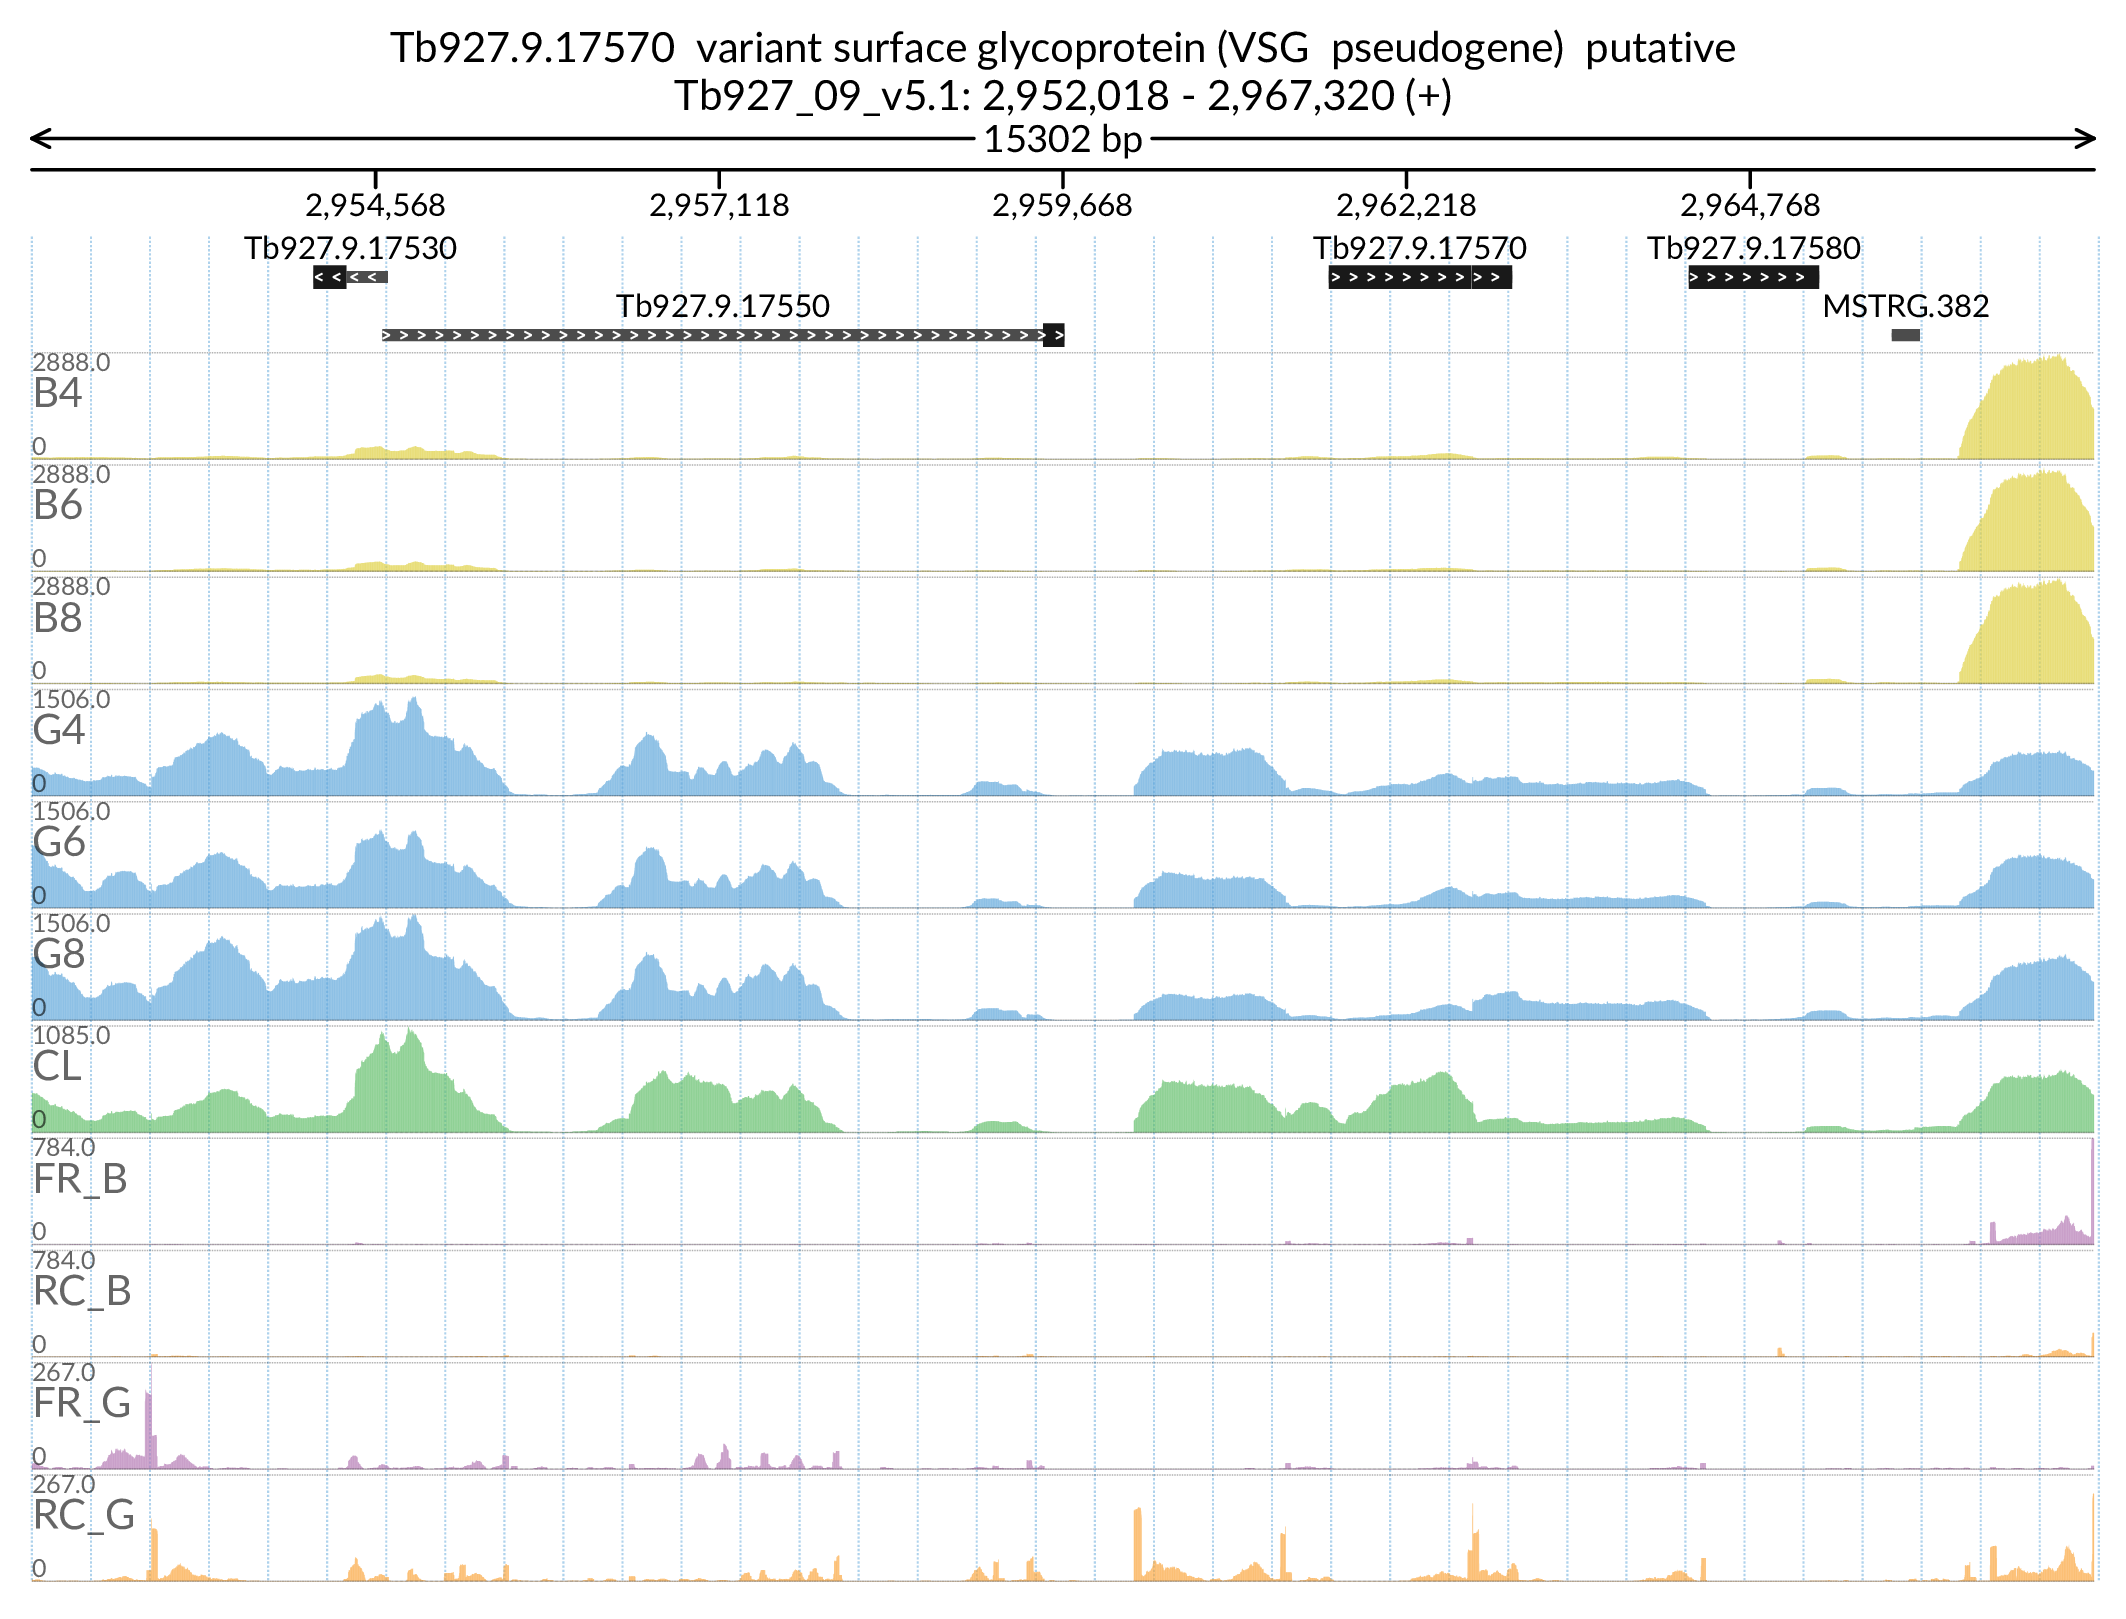 Tb927.9.17570 variant surface glycoprotein (VSG pseudogene) putative
Tb927_09_v5.1: 2,952,018 - 2,967,320 (+)
15302 bp
2,954,568 2,957,118 2,959,668 2,962,218 2,964,768
Tb927.9.17530 Tb927.9.17570 Tb927.9.17580
Tb927.9.17550 MSTRG.382
2888.0
B4
0
2888.0
B6
0
2888.0
B8
0
1506.0
G4
0
1506.0
G6
0
1506.0
G8
0
1085.0
CL
0
784.0
FR_B
0
784.0
RC_B
0
267.0
FR_G
0
267.0
RC_G
0